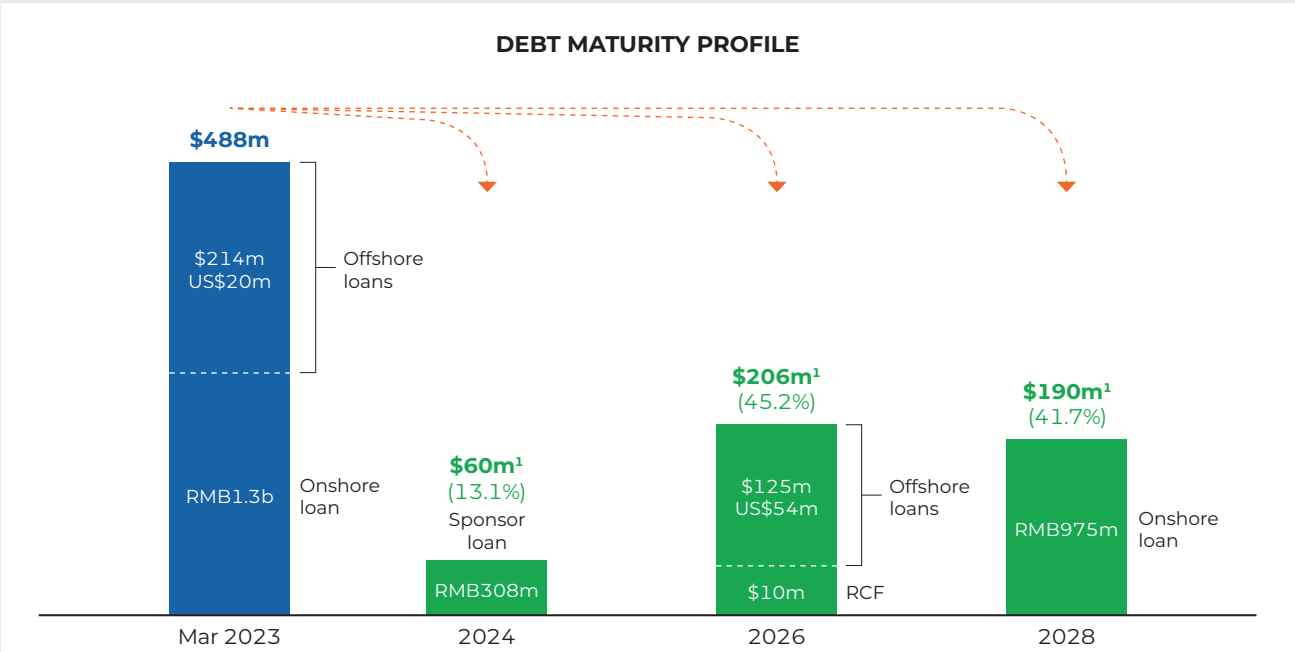 DEBT MATURITY PROFILE
$488m
$214m
US$20m
Offshore
loans
RMB1.3b
Onshore
loan
$60m¹
(13.1%)
Sponsor
loan
RMB308m
$206m¹
(45.2%)
$125m
US$54m
Offshore
loans
$10m
RCF
$190m¹
(41.7%)
RMB975m
Onshore
loan
Mar 2023
2024
2026
2028